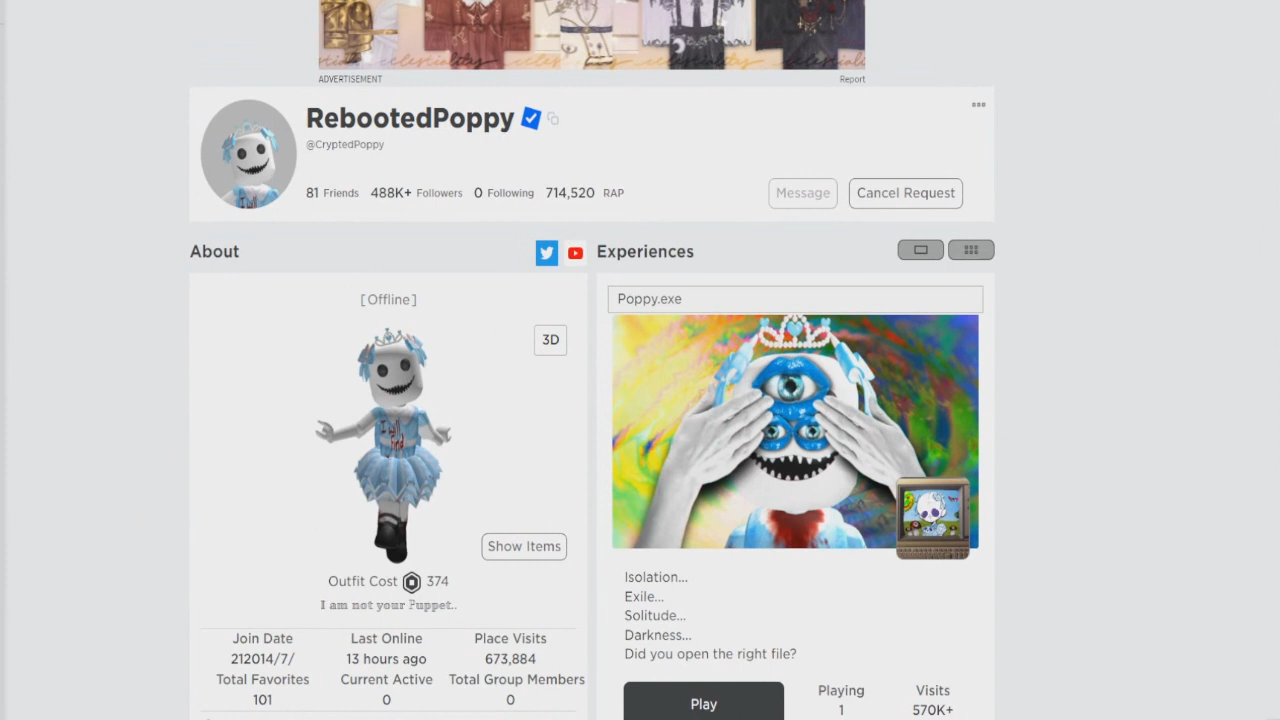 ADVERTISEMENT
Report
RebootedPoppy
@CryptedPoppy
81 Friends 488K+ Followers 0 Following 714,520 RAP
Message
Cancel Request
About
Experiences
[ Offline ]
3D
Show Items
Outfit Cost 374
I am not your Puppet..
Join Date Last Online Place Visits
212014/7/ 13 hours ago 673,884
Total Favorites Current Active Total Group Members
101 0 0
Poppy.exe
Isolation...
Exile...
Solitude...
Darkness...
Did you open the right file?
Play
Playing Visits
1 570K+